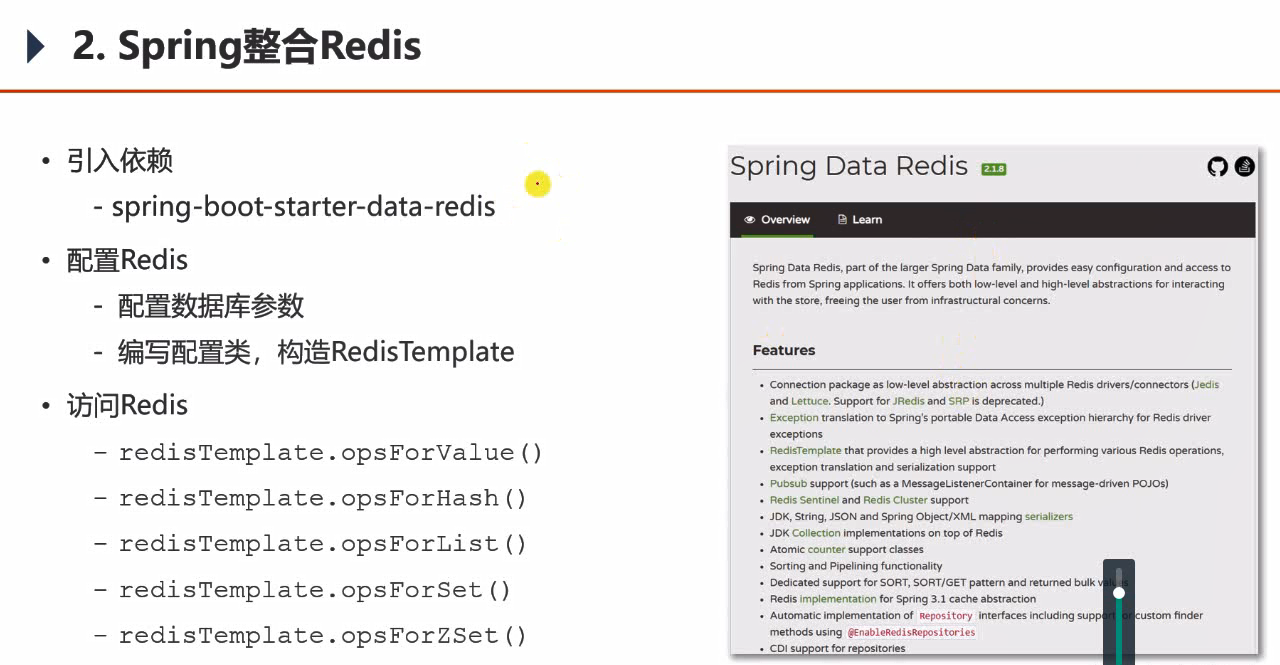 2. Spring整合Redis
• 引入依赖
- spring-boot-starter-data-redis
• 配置Redis
- 配置数据库参数
- 编写配置类，构造RedisTemplate
• 访问Redis
– redisTemplate.opsForValue()
– redisTemplate.opsForHash()
– redisTemplate.opsForList()
– redisTemplate.opsForSet()
– redisTemplate.opsForZSet()
Spring Data Redis 2.1.8
Overview Learn
Spring Data Redis, part of the larger Spring Data family, provides easy configuration and access to
Redis from Spring applications. It offers both low-level and high-level abstractions for interacting
with the store, freeing the user from infrastructural concerns.
Features
• Connection package as low-level abstraction across multiple Redis drivers/connectors (Jedis
and Lettuce. Support for JRedis and SRP is deprecated.)
• Exception translation to Spring's portable Data Access exception hierarchy for Redis driver
exceptions
• RedisTemplate that provides a high level abstraction for performing various Redis operations,
exception translation and serialization support
• Pubsub support (such as a MessageListenerContainer for message-driven POJOs)
• Redis Sentinel and Redis Cluster support
• JDK, String, JSON and Spring Object/XML mapping serializers
• JDK Collection implementations on top of Redis
• Atomic counter support classes
• Sorting and Pipelining functionality
• Dedicated support for SORT, SORT/GET pattern and returned bulk values
• Redis implementation for Spring 3.1 cache abstraction
• Automatic implementation of Repository interfaces including support for custom finder
methods using @EnableRedisRepositories
• CDI support for repositories